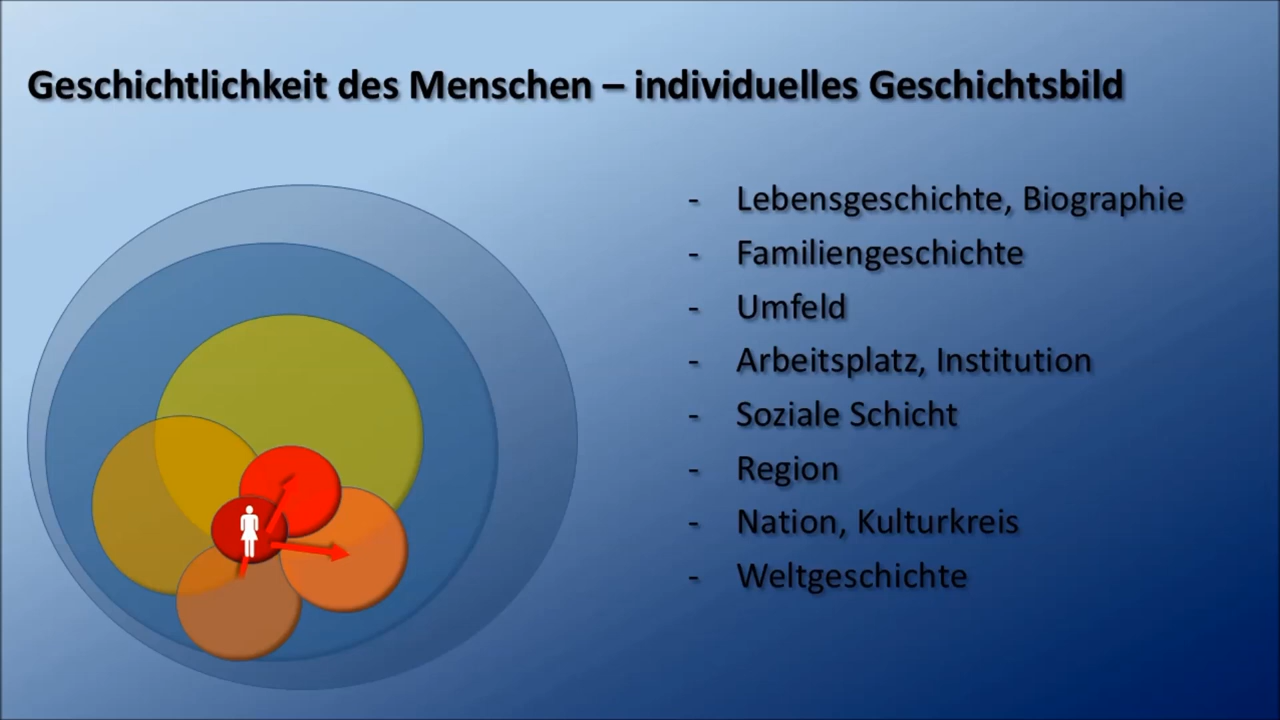 Geschichtlichkeit des Menschen – individuelles Geschichtsbild
- Lebensgeschichte, Biographie
- Familiengeschichte
- Umfeld
- Arbeitsplatz, Institution
- Soziale Schicht
- Region
- Nation, Kulturkreis
- Weltgeschichte